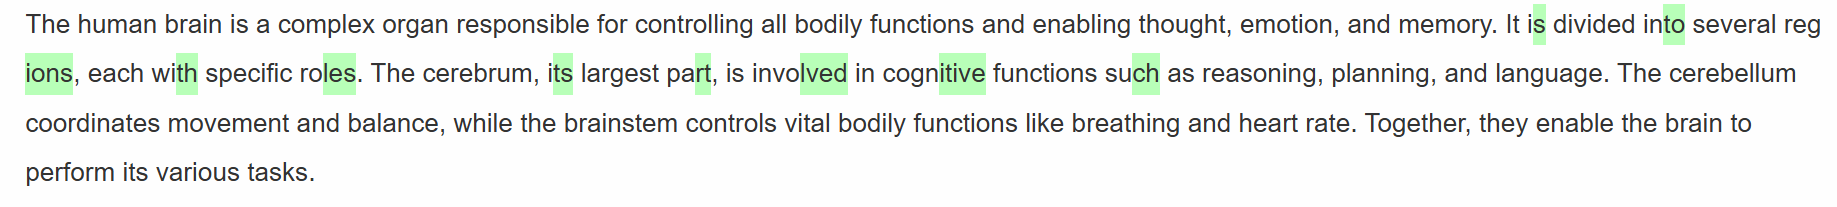 The human brain is a complex organ responsible for controlling all bodily functions and enabling thought, emotion, and memory. It is divided into several reg
ions, each with specific roles. The cerebrum, its largest part, is involved in cognitive functions such as reasoning, planning, and language. The cerebellum
coordinates movement and balance, while the brainstem controls vital bodily functions like breathing and heart rate. Together, they enable the brain to
perform its various tasks.